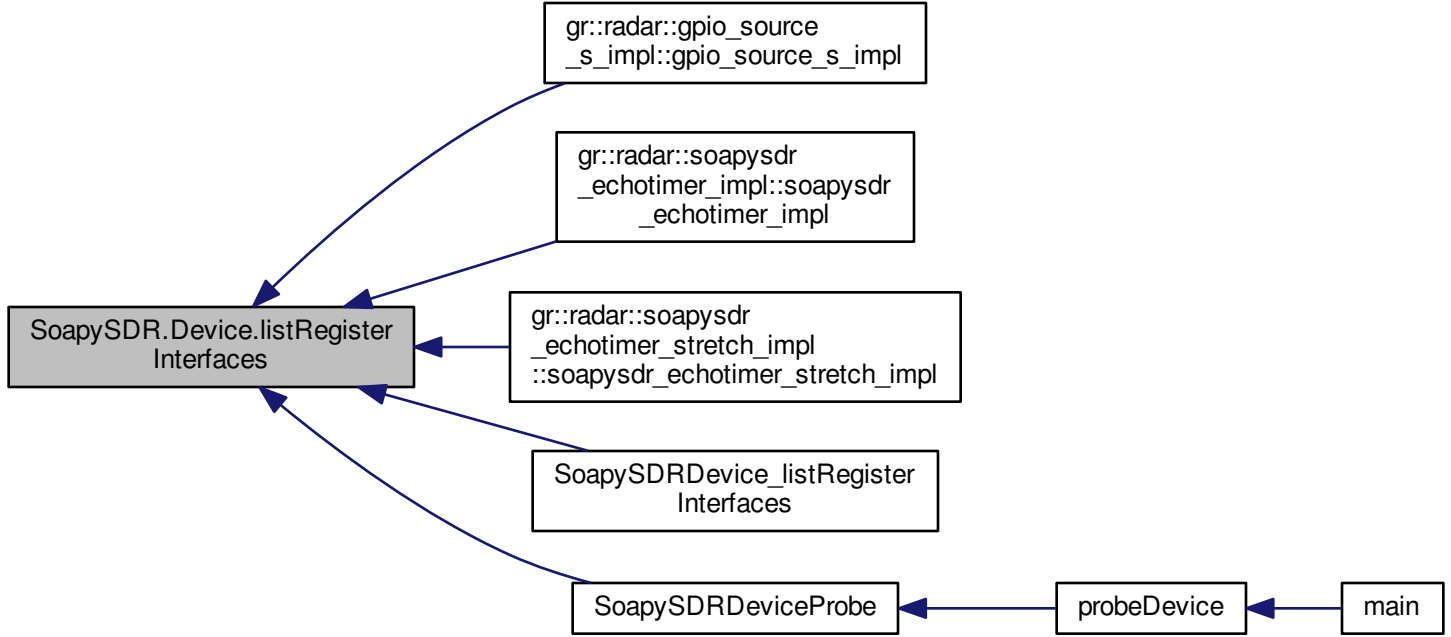 gr::radar::gpio_source
_s_impl::gpio_source_s_impl
gr::radar::soapysdr
_echotimer_impl::soapysdr
_echotimer_impl
SoapySDR.Device.listRegister
Interfaces
gr::radar::soapysdr
_echotimer_stretch_impl
::soapysdr_echotimer_stretch_impl
SoapySDRDevice_listRegister
Interfaces
SoapySDRDeviceProbe
probeDevice
main